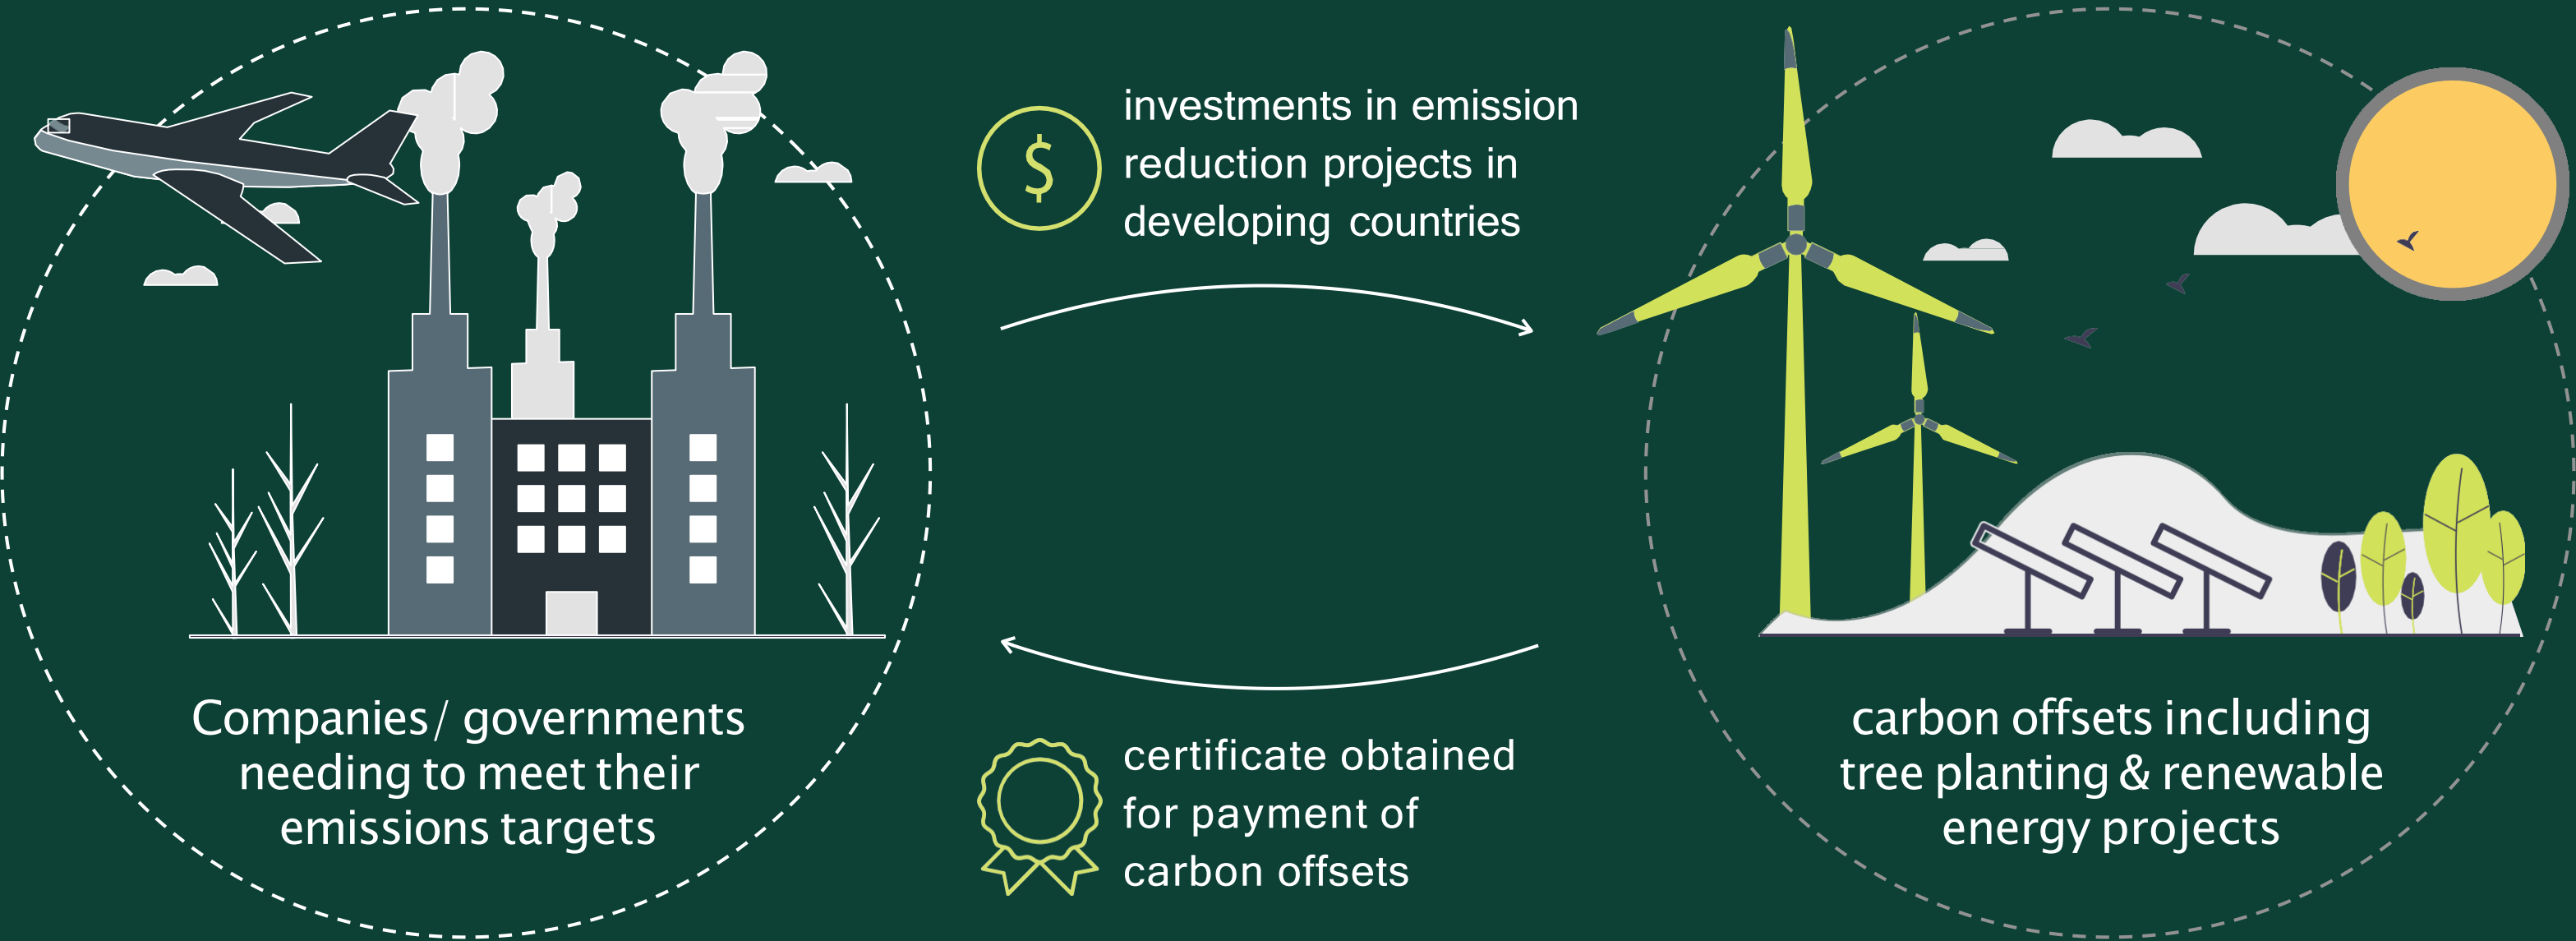 investments in emission
reduction projects in
developing countries
$
Companies/ governments
needing to meet their
emissions targets
certificate obtained
for payment of
carbon offsets
carbon offsets including
tree planting & renewable
energy projects